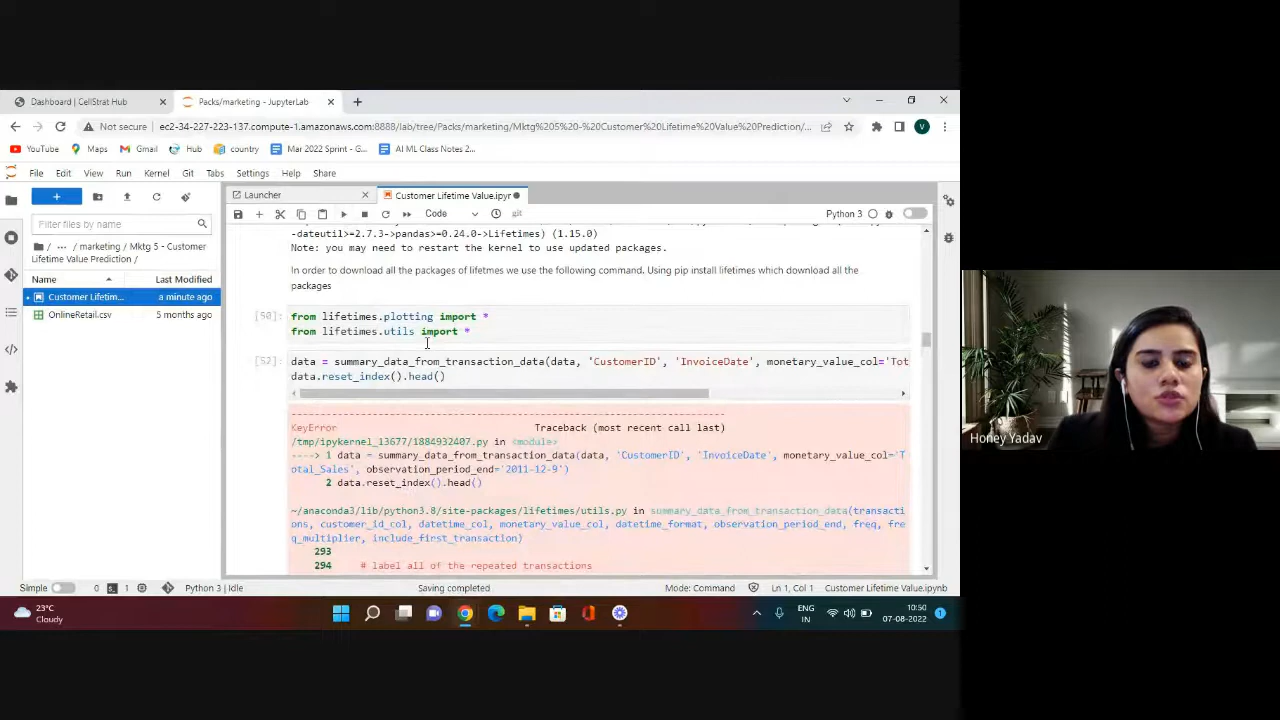 Dashboard | CellStrat Hub
Packs/marketing - JupyterLab
Not secure
ec2-34-227-223-137.compute-1.amazonaws.com:8888/lab/tree/Packs/marketing/Mktg%205%20-%20Customer%20Lifetime%20Value%20Prediction/...
YouTube
Maps
Gmail
Hub
country
Mar 2022 Sprint - G...
AI ML Class Notes 2...
V
File Edit View Run Kernel Git Tabs Settings Help Share
Launcher
Customer Lifetime Value.ipyr
Filter files by name
Code
git
Python 3
/ ... / marketing / Mktg 5 - Customer
Lifetime Value Prediction /
Name
Last Modified
Customer Lifetim...
a minute ago
OnlineRetail.csv
5 months ago
-dateutil>=2.7.3->pandas>=0.24.0->Lifetimes) (1.15.0)
Note: you may need to restart the kernel to use updated packages.
In order to download all the packages of lifetmes we use the following command. Using pip install lifetimes which download all the
packages
[50]: from lifetimes.plotting import *
from lifetimes.utils import *
[52]: data = summary_data_from_transaction_data(data, 'CustomerID', 'InvoiceDate', monetary_value_col='Tot
data.reset_index().head()
---------------------------------------------------------------------------
KeyError Traceback (most recent call last)
/tmp/ipykernel_13677/1884932407.py in <module>
----> 1 data = summary_data_from_transaction_data(data, 'CustomerID', 'InvoiceDate', monetary_value_col='T
otal_Sales', observation_period_end='2011-12-9')
2 data.reset_index().head()
~/anaconda3/lib/python3.8/site-packages/lifetimes/utils.py in summary_data_from_transaction_data(transacti
ons, customer_id_col, datetime_col, monetary_value_col, datetime_format, observation_period_end, freq, fre
q_multiplier, include_first_transaction)
293
294 # label all of the repeated transactions
Simple
0
1
Python 3 | Idle
Saving completed
Mode: Command
Ln 1, Col 1
Customer Lifetime Value.ipynb
23°C
Cloudy
ENG
IN
10:50
07-08-2022
1
Honey Yadav